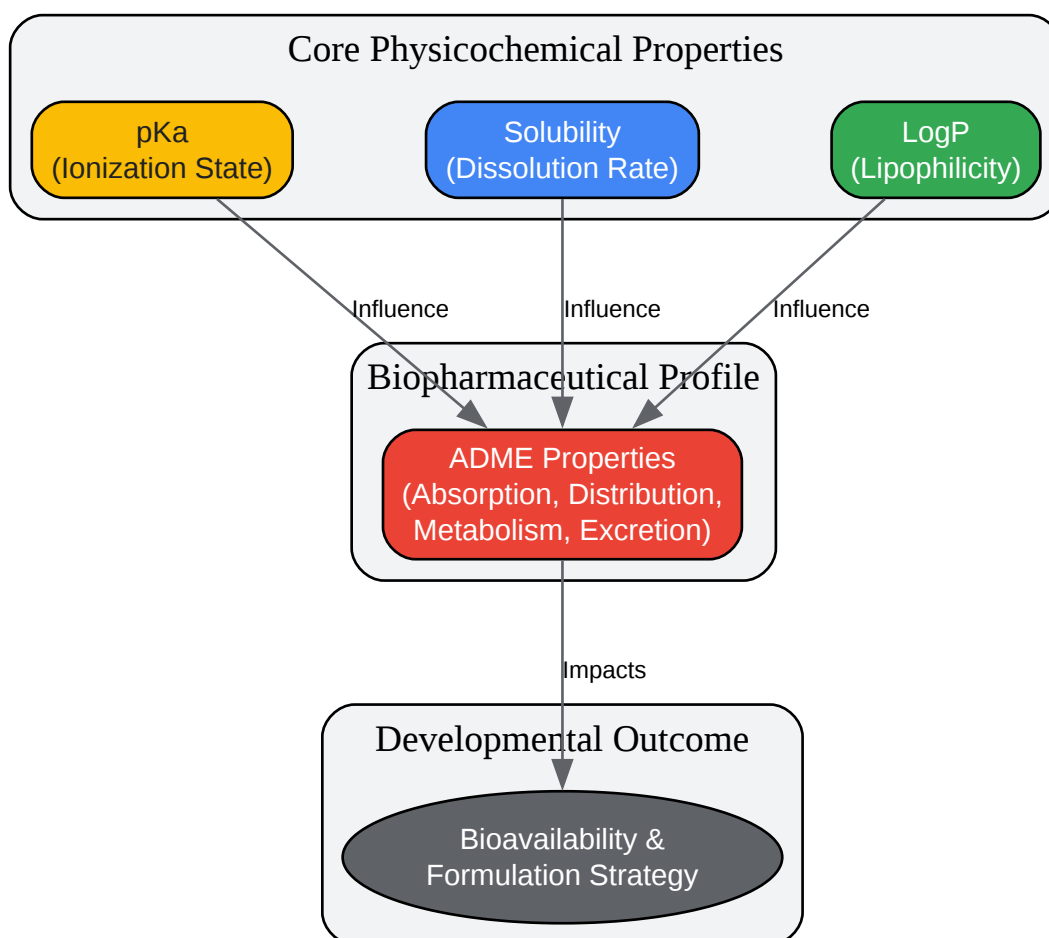 Core Physicochemical Properties
pKa
(Ionization State)
Solubility
(Dissolution Rate)
LogP
(Lipophilicity)
Influence
Influence
Influence
Biopharmaceutical Profile
ADME Properties
(Absorption, Distribution,
Metabolism, Excretion)
Impacts
Developmental Outcome
Bioavailability &
Formulation Strategy